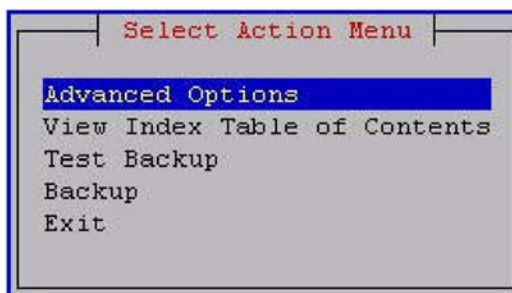 Select Action Menu
Advanced Options
View Index Table of Contents
Test Backup
Backup
Exit